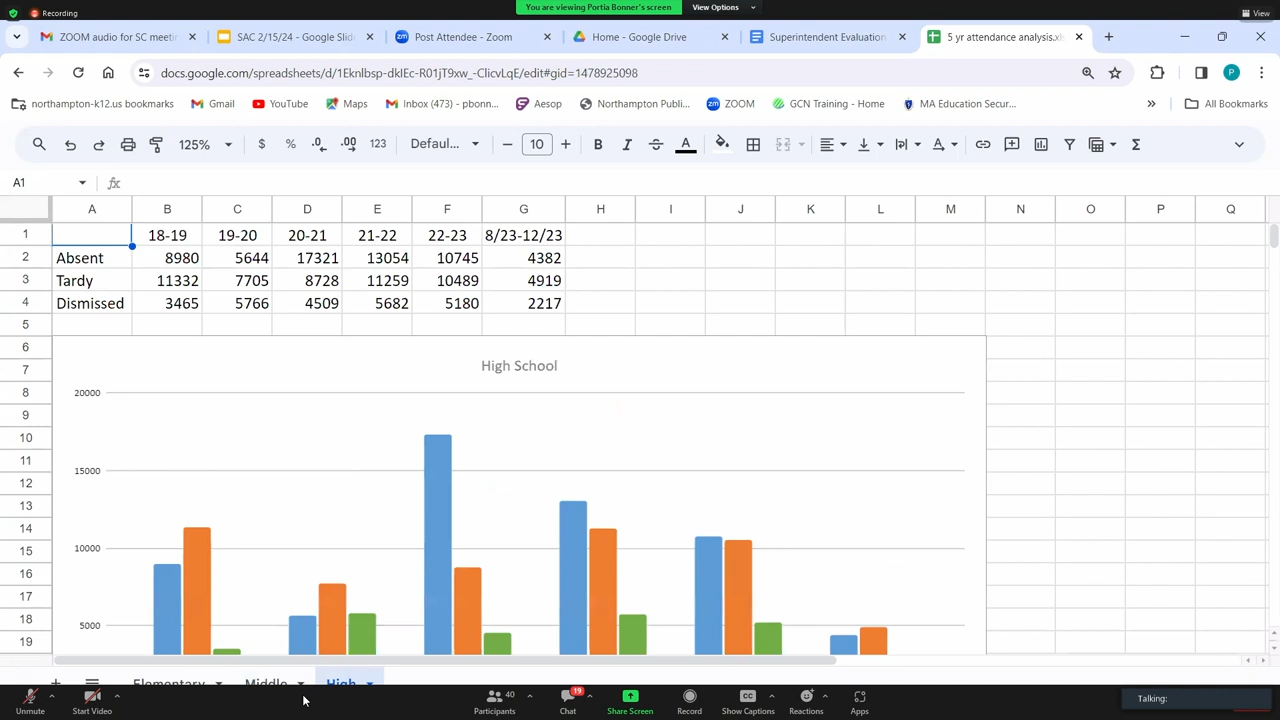 Recording
You are viewing Portia Bonner's screen
View Options
View
ZOOM audio for SC meeti
SAC 2/15/24 - Google Slid
Post Attendee - Zoom
Home - Google Drive
Superintendent Evaluation
5 yr attendance analysis.xls
docs.google.com/spreadsheets/d/1Eknlbsp-dkIEc-R01jT9xw_-ClicvLqE/edit#gid=1478925098
P
northampton-k12.us bookmarks
Gmail
YouTube
Maps
Inbox (473) - pbonn...
Aesop
Northampton Publi...
ZOOM
GCN Training - Home
MA Education Secur...
All Bookmarks
125%
$ % .0 .00 123
Defaul...
10
B I A
A1
fx
A B C D E F G H I J K L M N O P Q
1 18-19 19-20 20-21 21-22 22-23 8/23-12/23
2 Absent 8980 5644 17321 13054 10745 4382
3 Tardy 11332 7705 8728 11259 10489 4919
4 Dismissed 3465 5766 4509 5682 5180 2217
5
6
7
8
9
10
11
12
13
14
15
16
17
18
19
High School
20000
15000
10000
5000
Elementary
Middle
High
Unmute
Start Video
40
Participants
19
Chat
Share Screen
Record
Show Captions
Reactions
Apps
Talking: